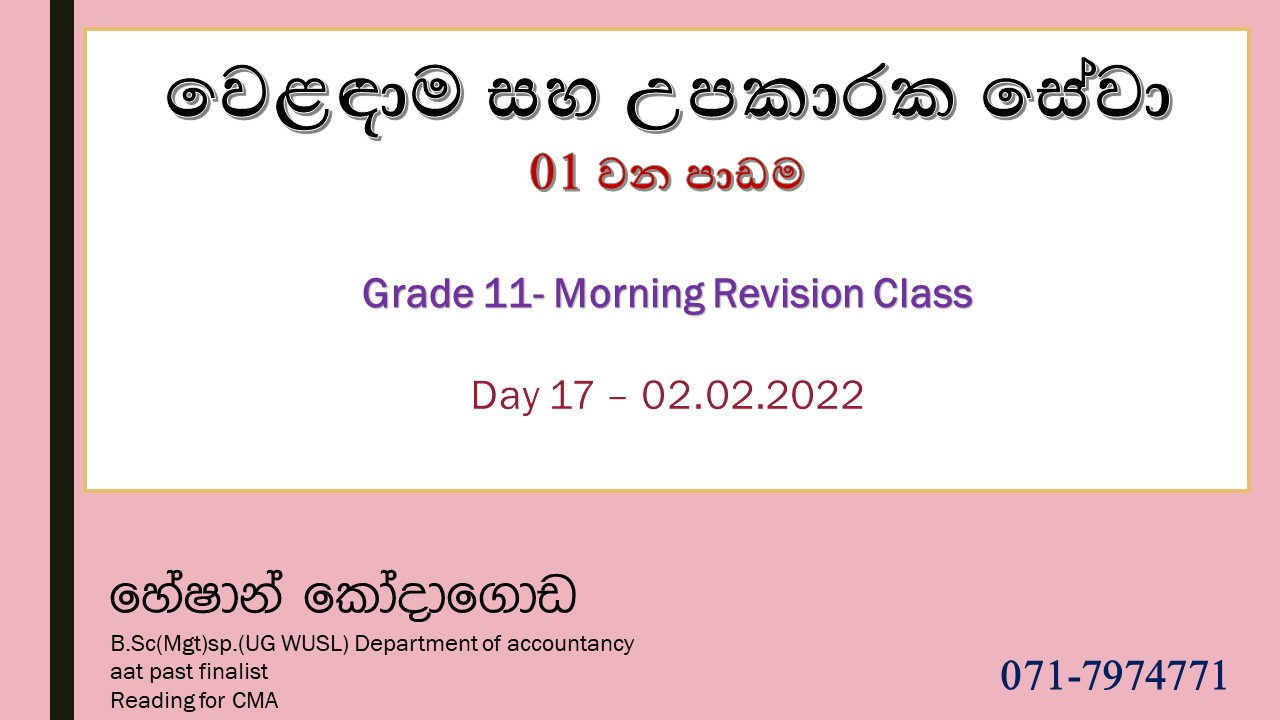 වෙළඳාම සහ උපකාරක සේවා
01 වන පාඩම
Grade 11- Morning Revision Class
Day 17 – 02.02.2022
හේෂාන් කෝදාගොඩ
B.Sc(Mgt)sp.(UG WUSL) Department of accountancy
aat past finalist
Reading for CMA
071-7974771